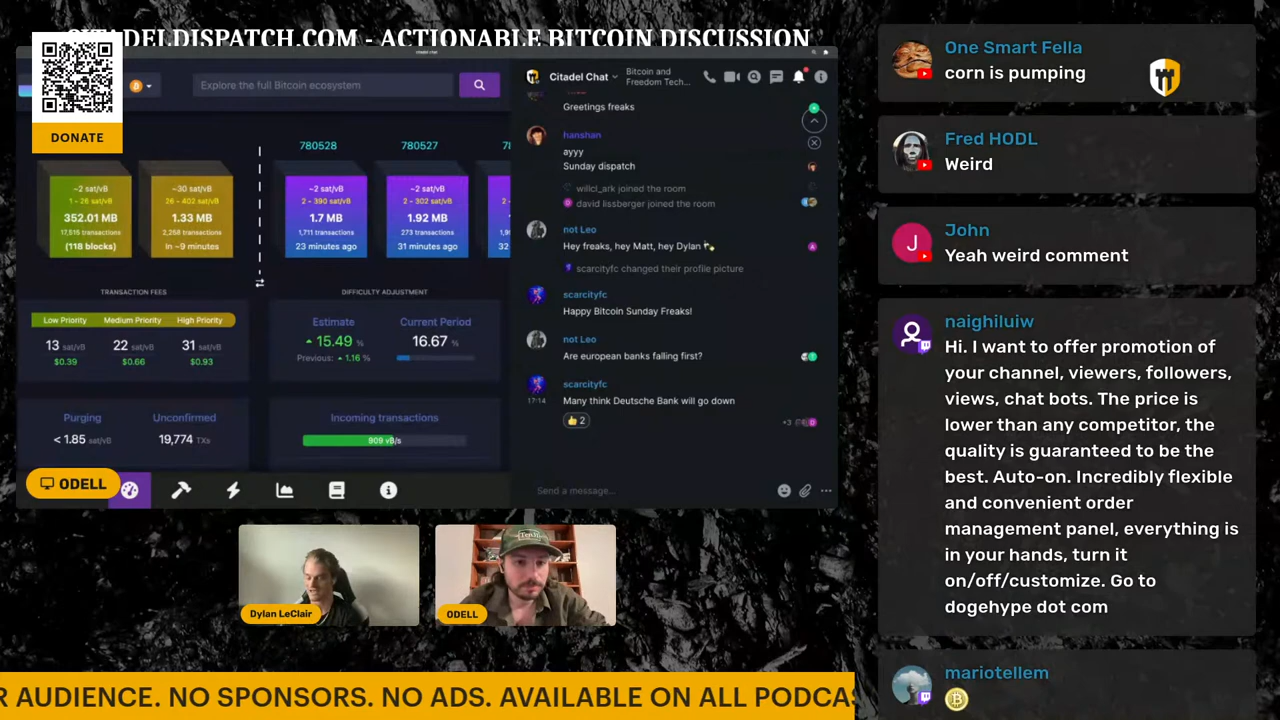 CITADELDISPATCH.COM - ACTIONABLE BITCOIN DISCUSSION
DONATE
Explore the full Bitcoin ecosystem
~2 sat/vB
1 - 26 sat/vB
352.01 MB
17,515 transactions
(118 blocks)
~30 sat/vB
26 - 402 sat/vB
1.33 MB
2,258 transactions
In ~9 minutes
780528
~2 sat/vB
2 - 390 sat/vB
1.7 MB
1,711 transactions
23 minutes ago
780527
~2 sat/vB
2 - 302 sat/vB
1.92 MB
273 transactions
31 minutes ago
TRANSACTION FEES
Low Priority Medium Priority High Priority
13 sat/vB 22 sat/vB 31 sat/vB
$0.39 $0.66 $0.93
DIFFICULTY ADJUSTMENT
Estimate Current Period
15.49 % 16.67 %
Previous: 1.16 %
Purging Unconfirmed
< 1.85 sat/vB 19,774 TXs
Incoming transactions
909 vB/s
ODELL
Citadel Chat
Bitcoin and
Freedom Tech...
Greetings freaks
hanshan
ayyy
Sunday dispatch
willcl_ark joined the room
david lissberger joined the room
not Leo
Hey freaks, hey Matt, hey Dylan
scarcityfc changed their profile picture
scarcityfc
Happy Bitcoin Sunday Freaks!
not Leo
Are european banks falling first?
scarcityfc
17:14 Many think Deutsche Bank will go down
👍 2
+3
Send a message...
Dylan LeClair
ODELL
R AUDIENCE. NO SPONSORS. NO ADS. AVAILABLE ON ALL PODCA
One Smart Fella
corn is pumping
Fred HODL
Weird
J
John
Yeah weird comment
naighiluiw
Hi. I want to offer promotion of
your channel, viewers, followers,
views, chat bots. The price is
lower than any competitor, the
quality is guaranteed to be the
best. Auto-on. Incredibly flexible
and convenient order
management panel, everything is
in your hands, turn it
on/off/customize. Go to
dogehype dot com
mariotellem